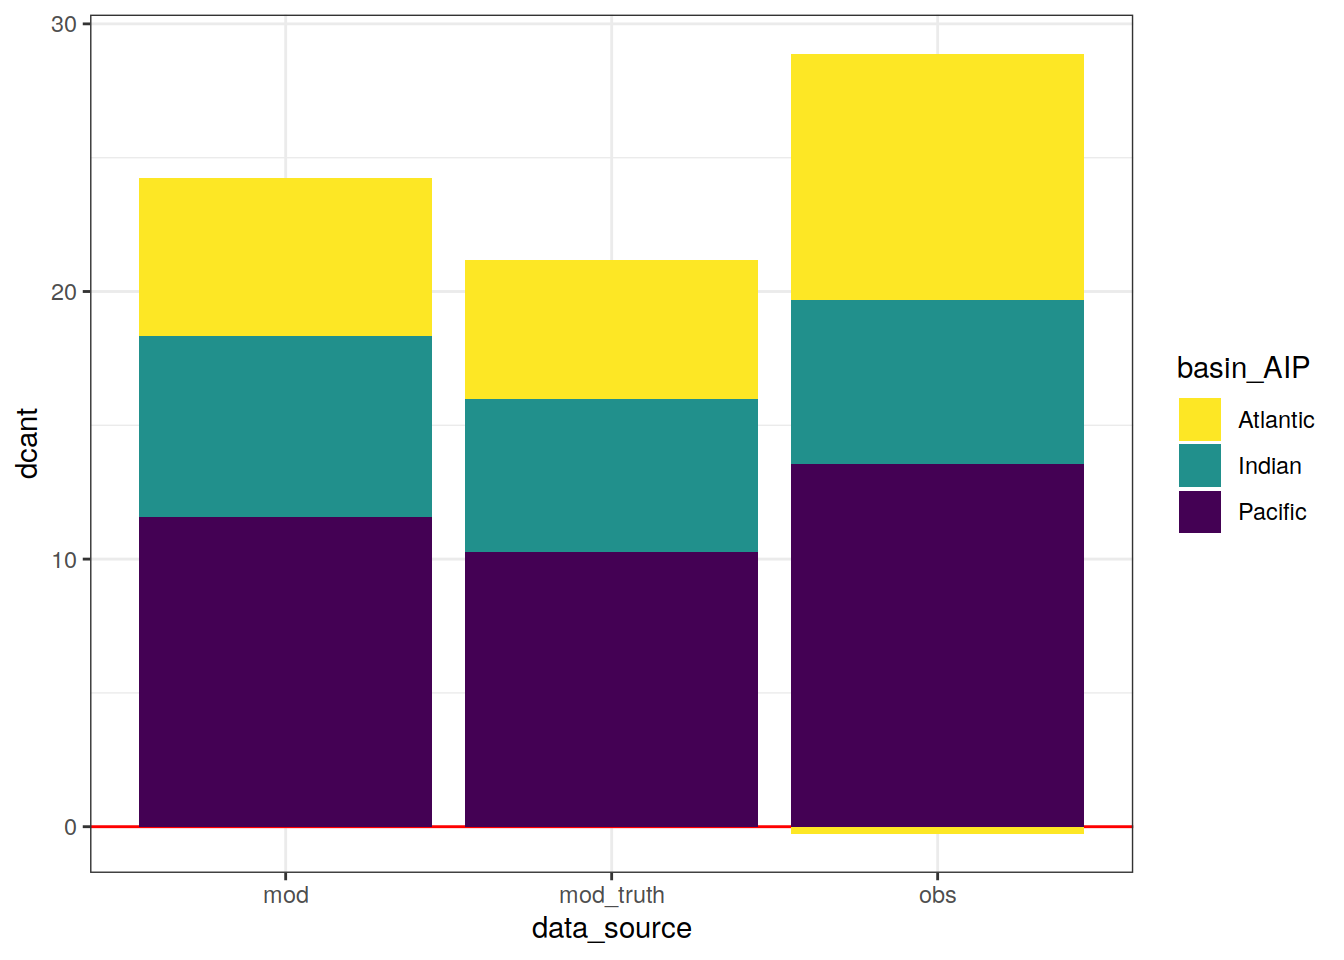 30
20
10
0
dcant
mod
mod_truth
obs
data_source
basin_AIP
Atlantic
Indian
Pacific